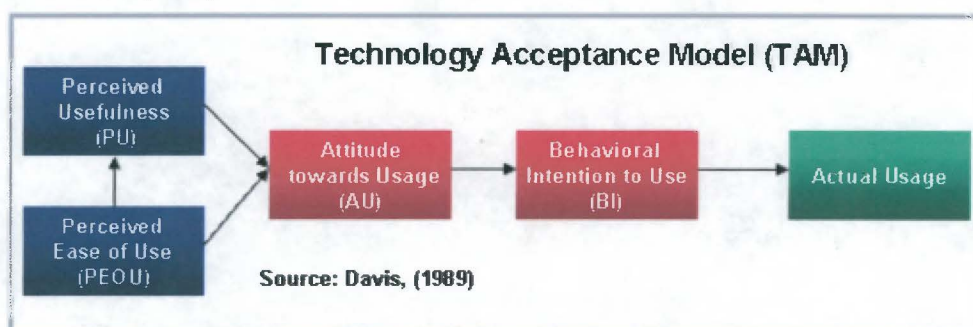 Technology Acceptance Model (TAM)
Perceived
Usefulness
(PU)
Attitude
towards Usage
(AU)
Behavioral
Intention to Use
(BI)
Actual Usage
Perceived
Ease of Use
(PEOU)
Source: Davis, (1989)